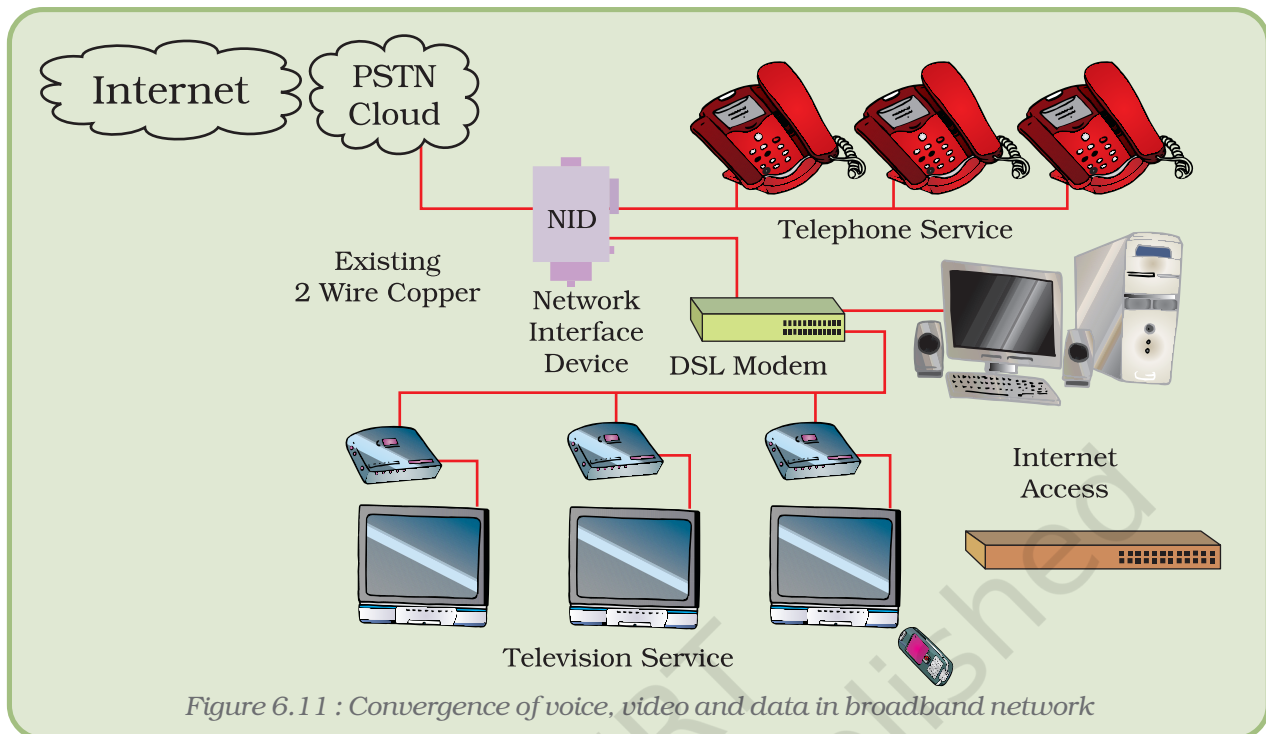 Internet
PSTN
Cloud
NID
Telephone Service
Existing
2 Wire Copper
Network
Interface
Device
DSL Modem
Internet
Access
Television Service
Figure 6.11 : Convergence of voice, video and data in broadband network